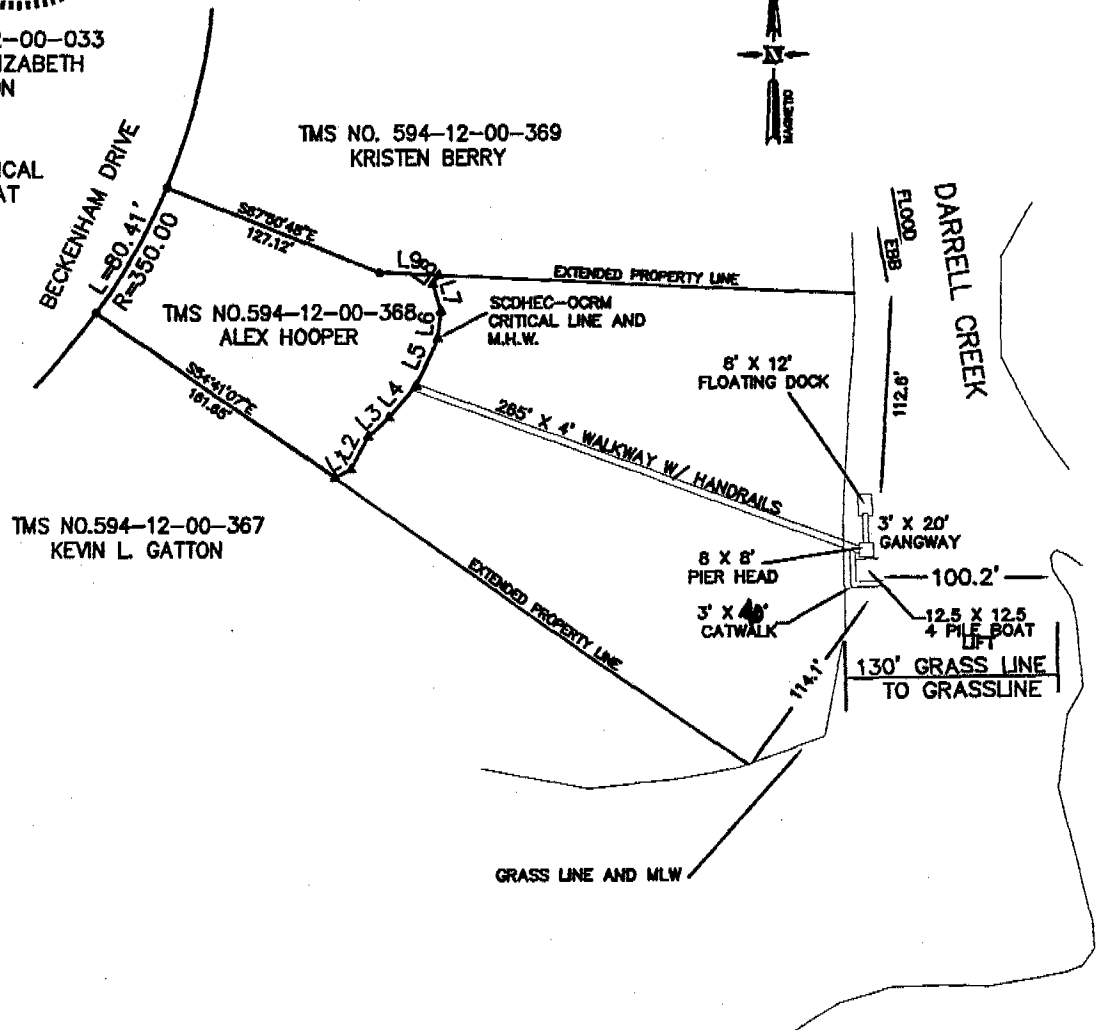 2-00-033
IZABETH
ON
ICAL
AT
BECKENHAM DRIVE
L=80.41'
R=350.00
TMS NO. 594-12-00-369
KRISTEN BERRY
N
MAGNETIC
S67°50'48"E
127.12'
L9
L8
L7
L6
L5
L4
L3
L2
L1
EXTENDED PROPERTY LINE
FLOOD
EBB
DARRELL CREEK
TMS NO.594-12-00-368
ALEX HOOPER
SCDHEC-OCRM
CRITICAL LINE AND
M.H.W.
8' X 12'
FLOATING DOCK
112.6'
S54°41'07"E
161.65'
285' X 4' WALKWAY W/ HANDRAILS
TMS NO.594-12-00-367
KEVIN L. GATTON
3' X 20'
GANGWAY
8 X 8'
PIER HEAD
100.2'
3' X
CATWALK
12.5 X 12.5
4 PILE BOAT
LIFT
EXTENDED PROPERTY LINE
114.1'
130' GRASS LINE
TO GRASSLINE
GRASS LINE AND MLW